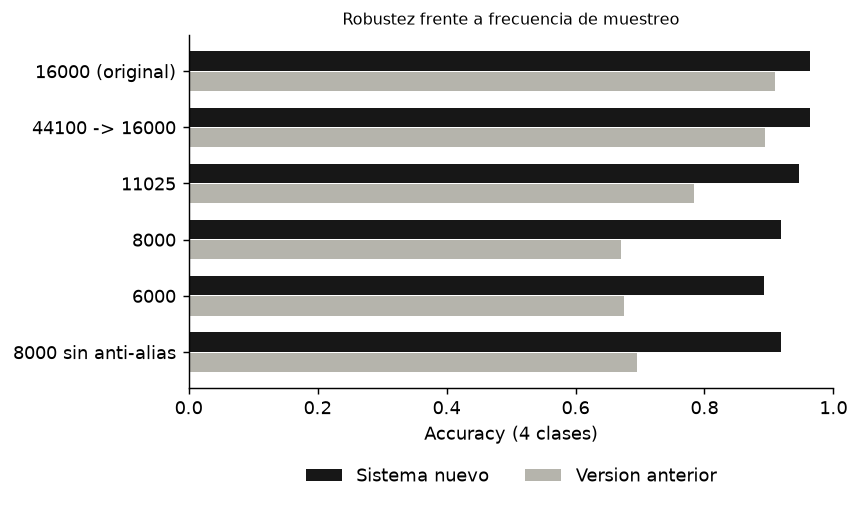 Robustez frente a frecuencia de muestreo
16000 (original)
44100 -> 16000
11025
8000
6000
8000 sin anti-alias
0.0 0.2 0.4 0.6 0.8 1.0
Accuracy (4 clases)
Sistema nuevo Version anterior